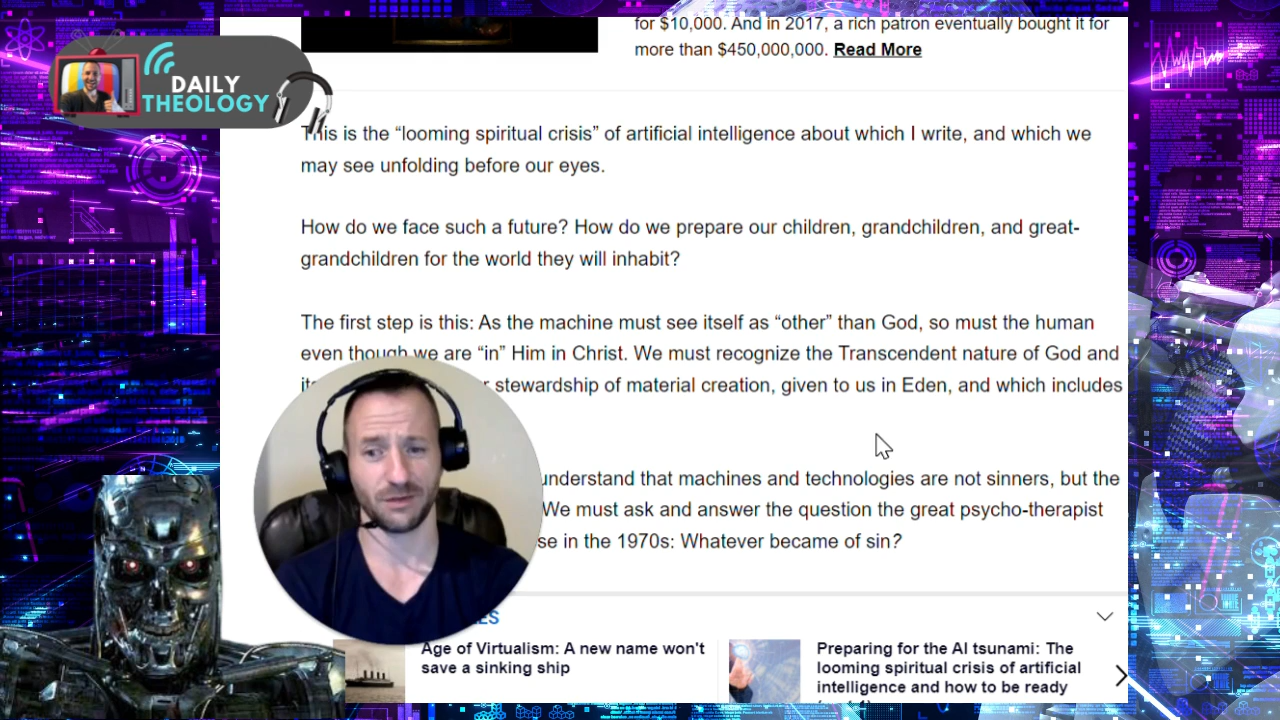 for $10,000. And in 2017, a rich patron eventually bought it for
more than $450,000,000. Read More
DAILY
THEOLOGY
This is the “looming spiritual crisis” of artificial intelligence about which I write, and which we
may see unfolding before our eyes.
How do we face such a future? How do we prepare our children, grandchildren, and great-
grandchildren for the world they will inhabit?
The first step is this: As the machine must see itself as “other” than God, so must the human
even though we are “in” Him in Christ. We must recognize the Transcendent nature of God and
stewardship of material creation, given to us in Eden, and which includes
understand that machines and technologies are not sinners, but the
We must ask and answer the question the great psycho-therapist
in the 1970s: Whatever became of sin?
Age of Virtualism: A new name won't
save a sinking ship
Preparing for the AI tsunami: The
looming spiritual crisis of artificial
intelligence and how to be ready